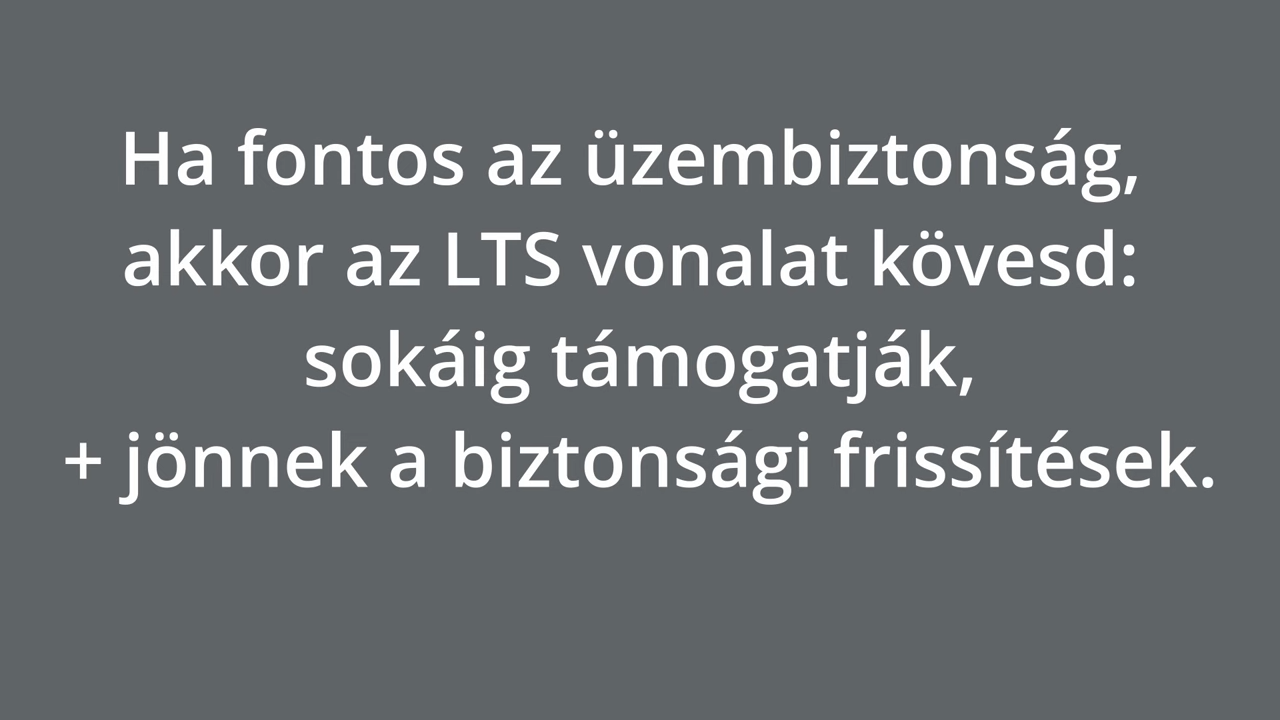 Ha fontos az üzembiztonság,
akkor az LTS vonalat kövesd:
sokáig támogatják,
+ jönnek a biztonsági frissítések.